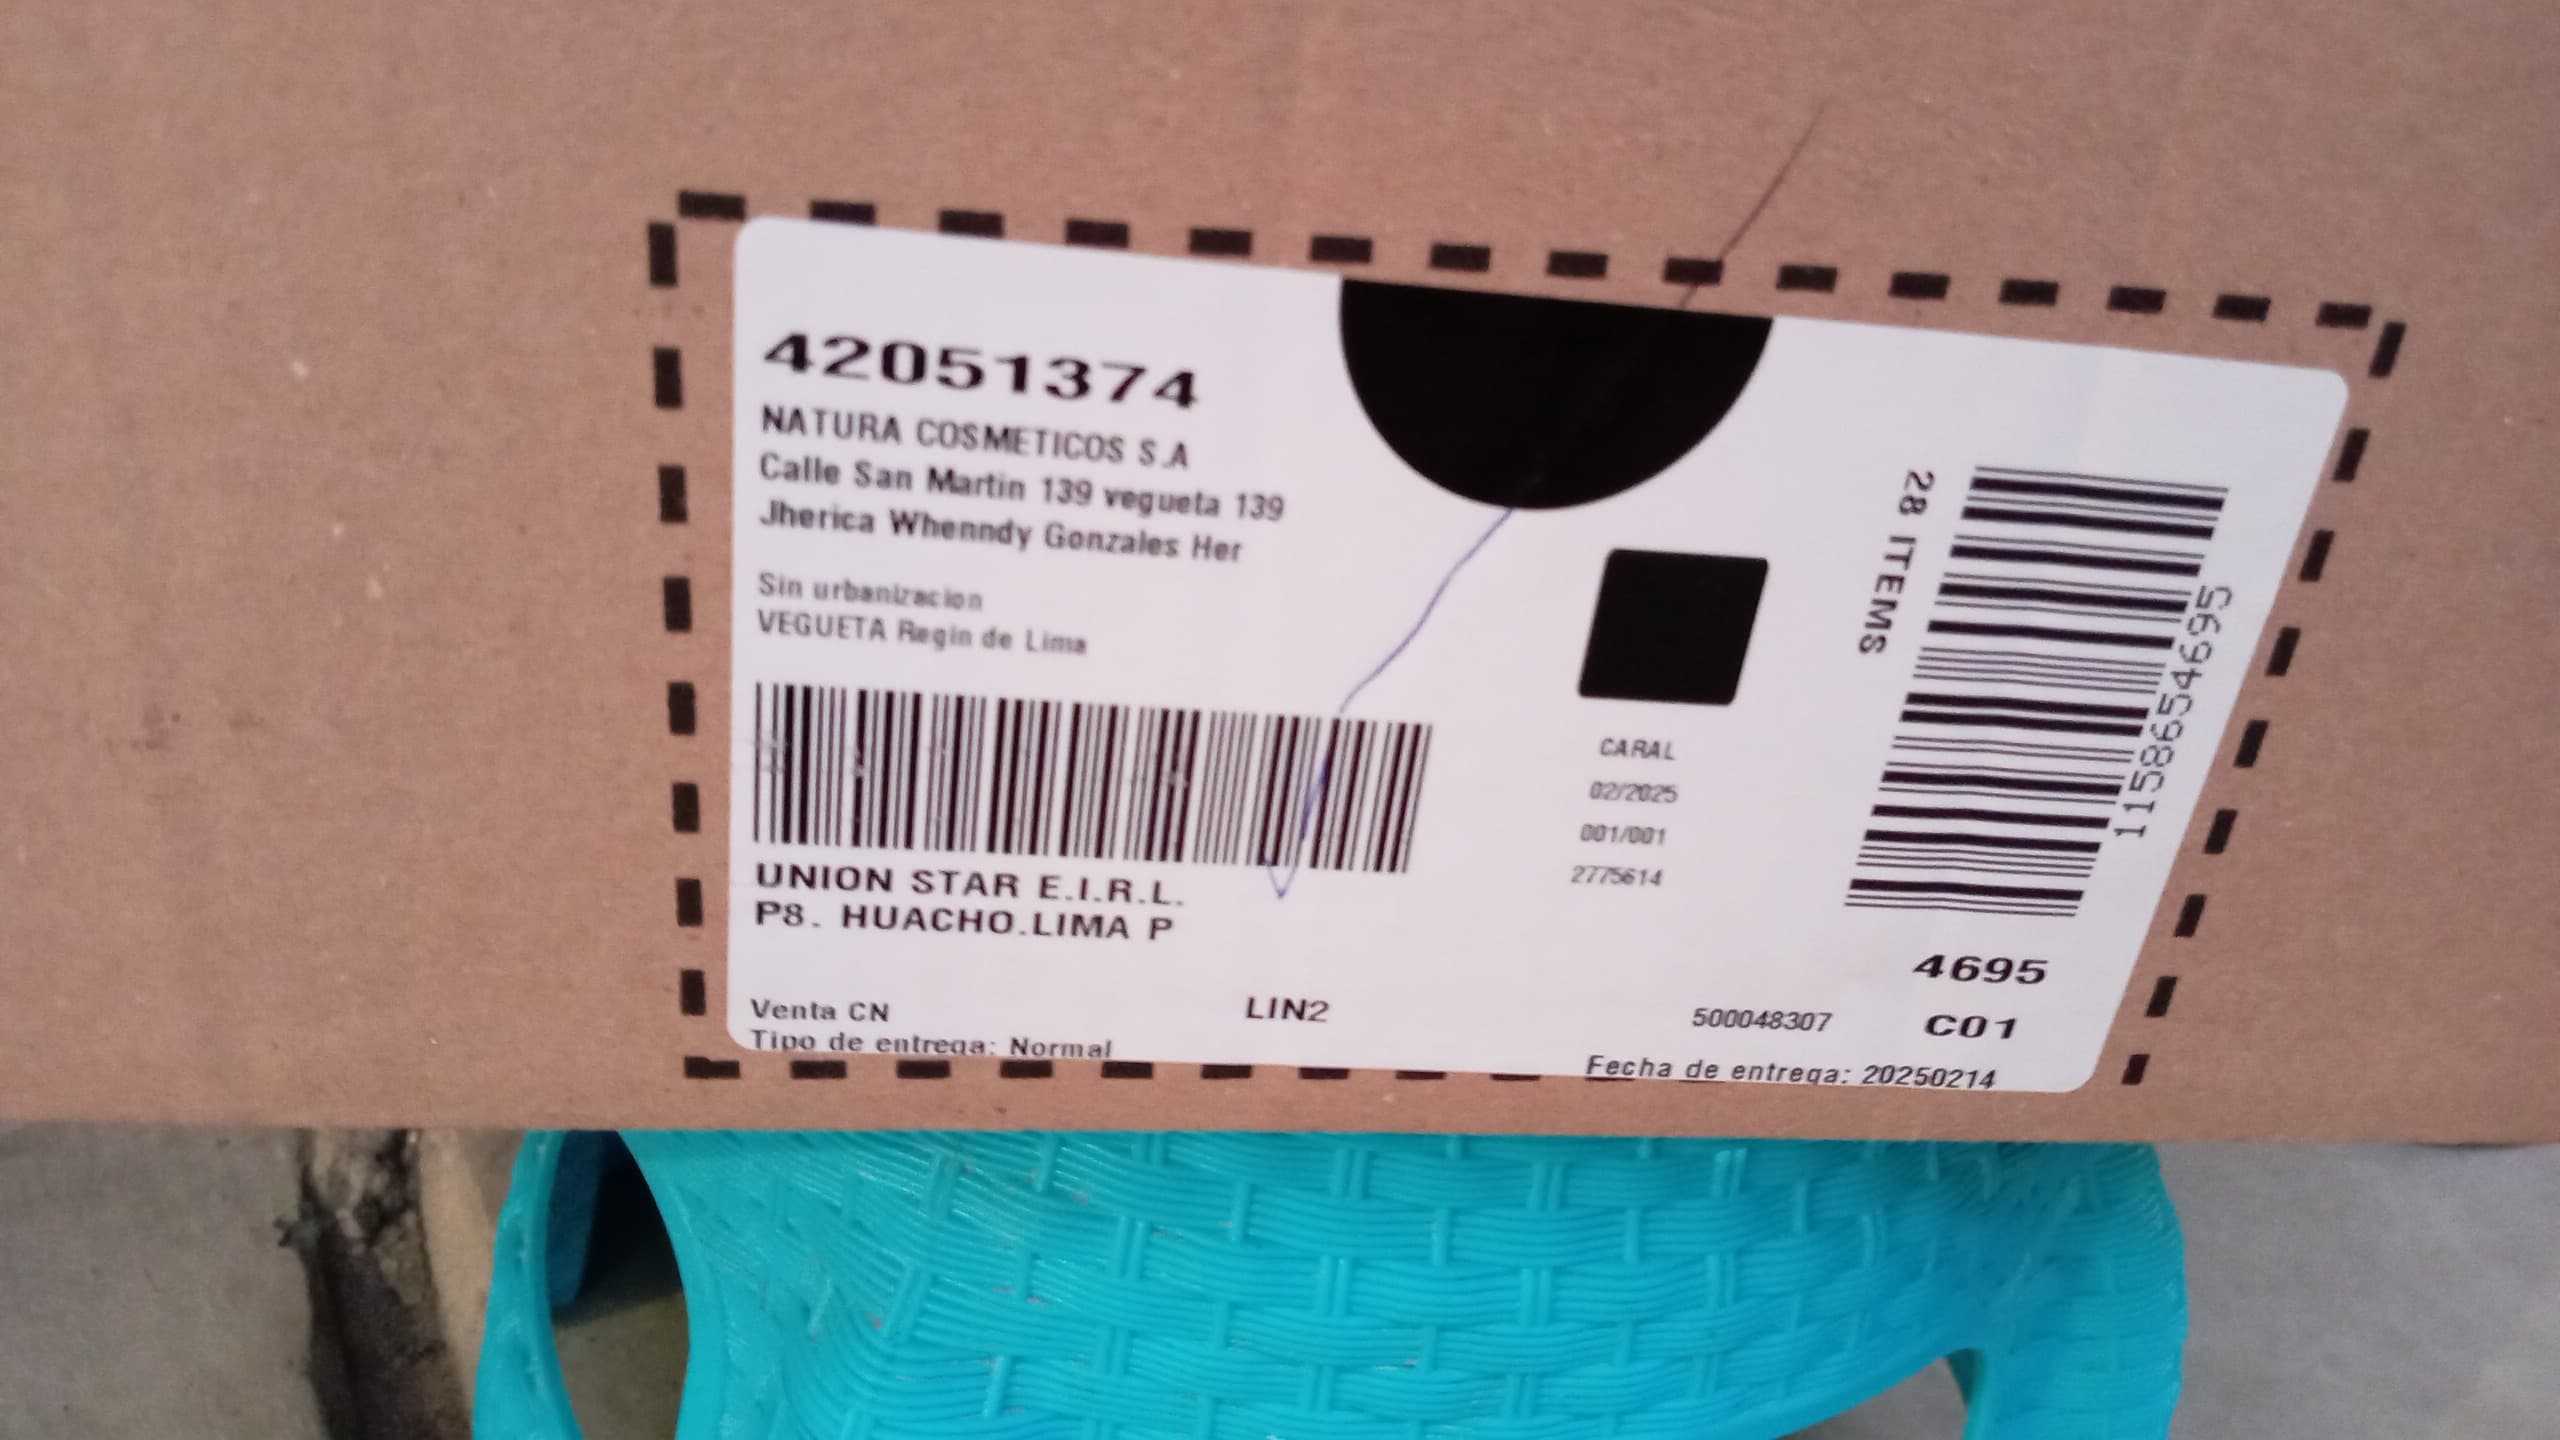 42051374
NATURA COSMETICOS S.A
Calle San Martin 139 vegueta 139
Jherica Whenndy Gonzales Her
Sin urbanizacion
VEGUETA Regin de Lima
UNION STAR E.I.R.L.
P8. HUACHO.LIMA P
Venta CN
LIN2
Tipo de entrega: Normal
CARAL
02/2025
001/001
2775614
28 ITEMS
1158654695
4695
500048307
C01
Fecha de entrega: 20250214